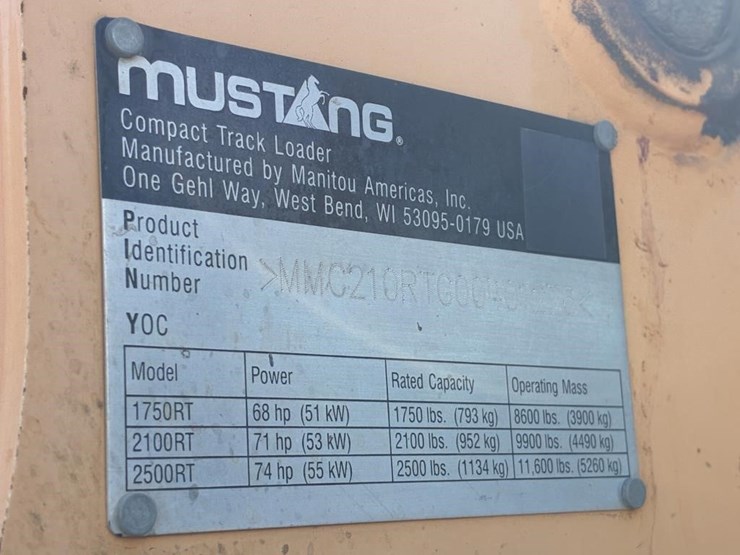 mUSTANG®
Compact Track Loader
Manufactured by Manitou Americas, Inc.
One Gehl Way, West Bend, WI 53095-0179 USA
Product
Identification
Number
YOC
Model Power Rated Capacity Operating Mass
1750RT 68 hp (51 kW) 1750 lbs. (793 kg) 8600 lbs. (3900 kg)
2100RT 71 hp (53 kW) 2100 lbs. (952 kg) 9900 lbs. (4490 kg)
2500RT 74 hp (55 kW) 2500 lbs. (1134 kg) 11,600 lbs. (5260 kg)